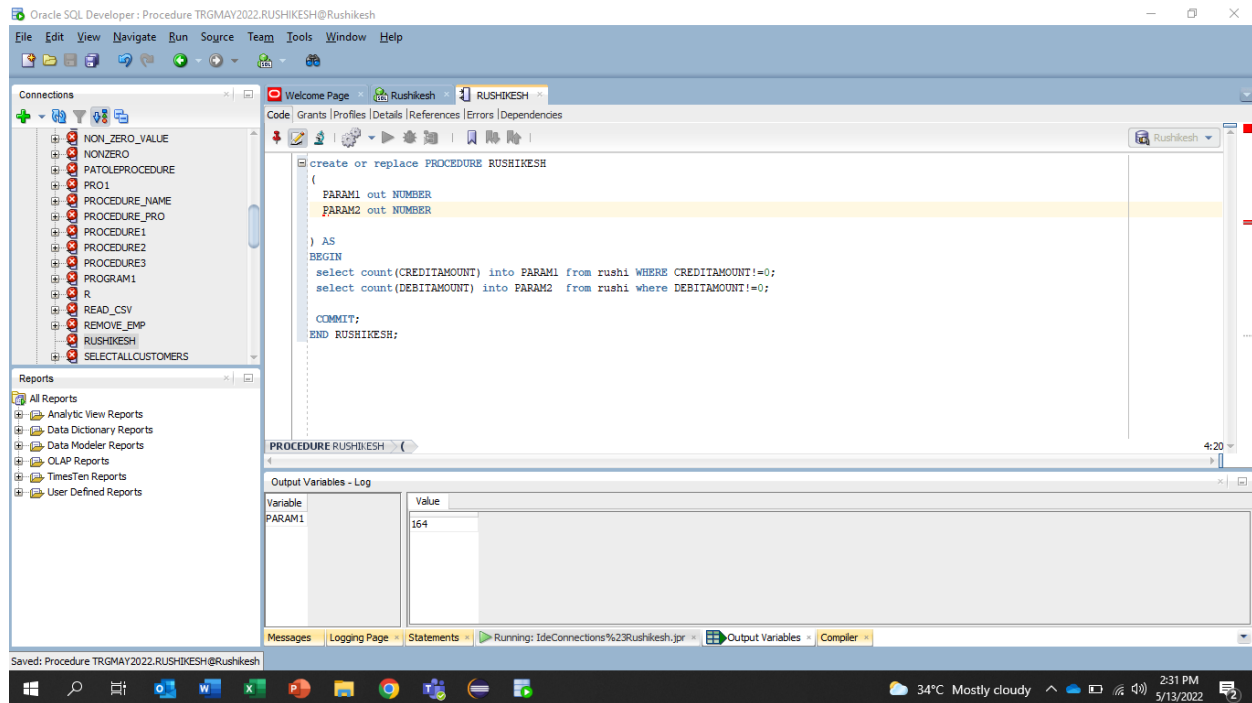 Oracle SQL Developer : Procedure TRGMAY2022.RUSHIKESH@Rushikesh
File Edit View Navigate Run Source Team Tools Window Help
Connections
Welcome Page
Rushikesh
RUSHIKESH
Code Grants Profiles Details References Errors Dependencies
Rushikesh
NON_ZERO_VALUE
NONZERO
PATOLEPROCEDURE
PRO1
PROCEDURE_NAME
PROCEDURE_PRO
PROCEDURE1
PROCEDURE2
PROCEDURE3
PROGRAM1
R
READ_CSV
REMOVE_EMP
RUSHIKESH
SELECTALLCUSTOMERS
create or replace PROCEDURE RUSHIKESH
(
PARAM1 out NUMBER
PARAM2 out NUMBER
) AS
BEGIN
select count(CREDITAMOUNT) into PARAM1 from rushi WHERE CREDITAMOUNT!=0;
select count(DEBITAMOUNT) into PARAM2  from rushi where DEBITAMOUNT!=0;
COMMIT;
END RUSHIKESH;
PROCEDURE RUSHIKESH (
4:20
Reports
All Reports
Analytic View Reports
Data Dictionary Reports
Data Modeler Reports
OLAP Reports
TimesTen Reports
User Defined Reports
Output Variables - Log
Variable
Value
PARAM1
164
Messages Logging Page Statements Running: IdeConnections%23Rushikesh.jpr Output Variables Compiler
Saved: Procedure TRGMAY2022.RUSHIKESH@Rushikesh
34°C Mostly cloudy
2:31 PM
5/13/2022
2